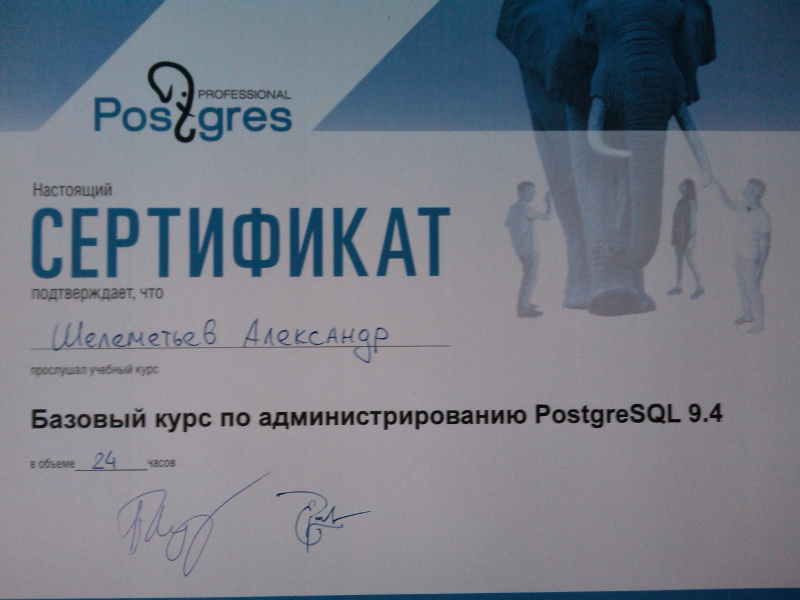 PROFESSIONAL
Postgres
Настоящий
СЕРТИФИКАТ
подтверждает, что
Шелеметьев Александр
прослушал учебный курс
Базовый курс по администрированию PostgreSQL 9.4
в объеме 24 часов